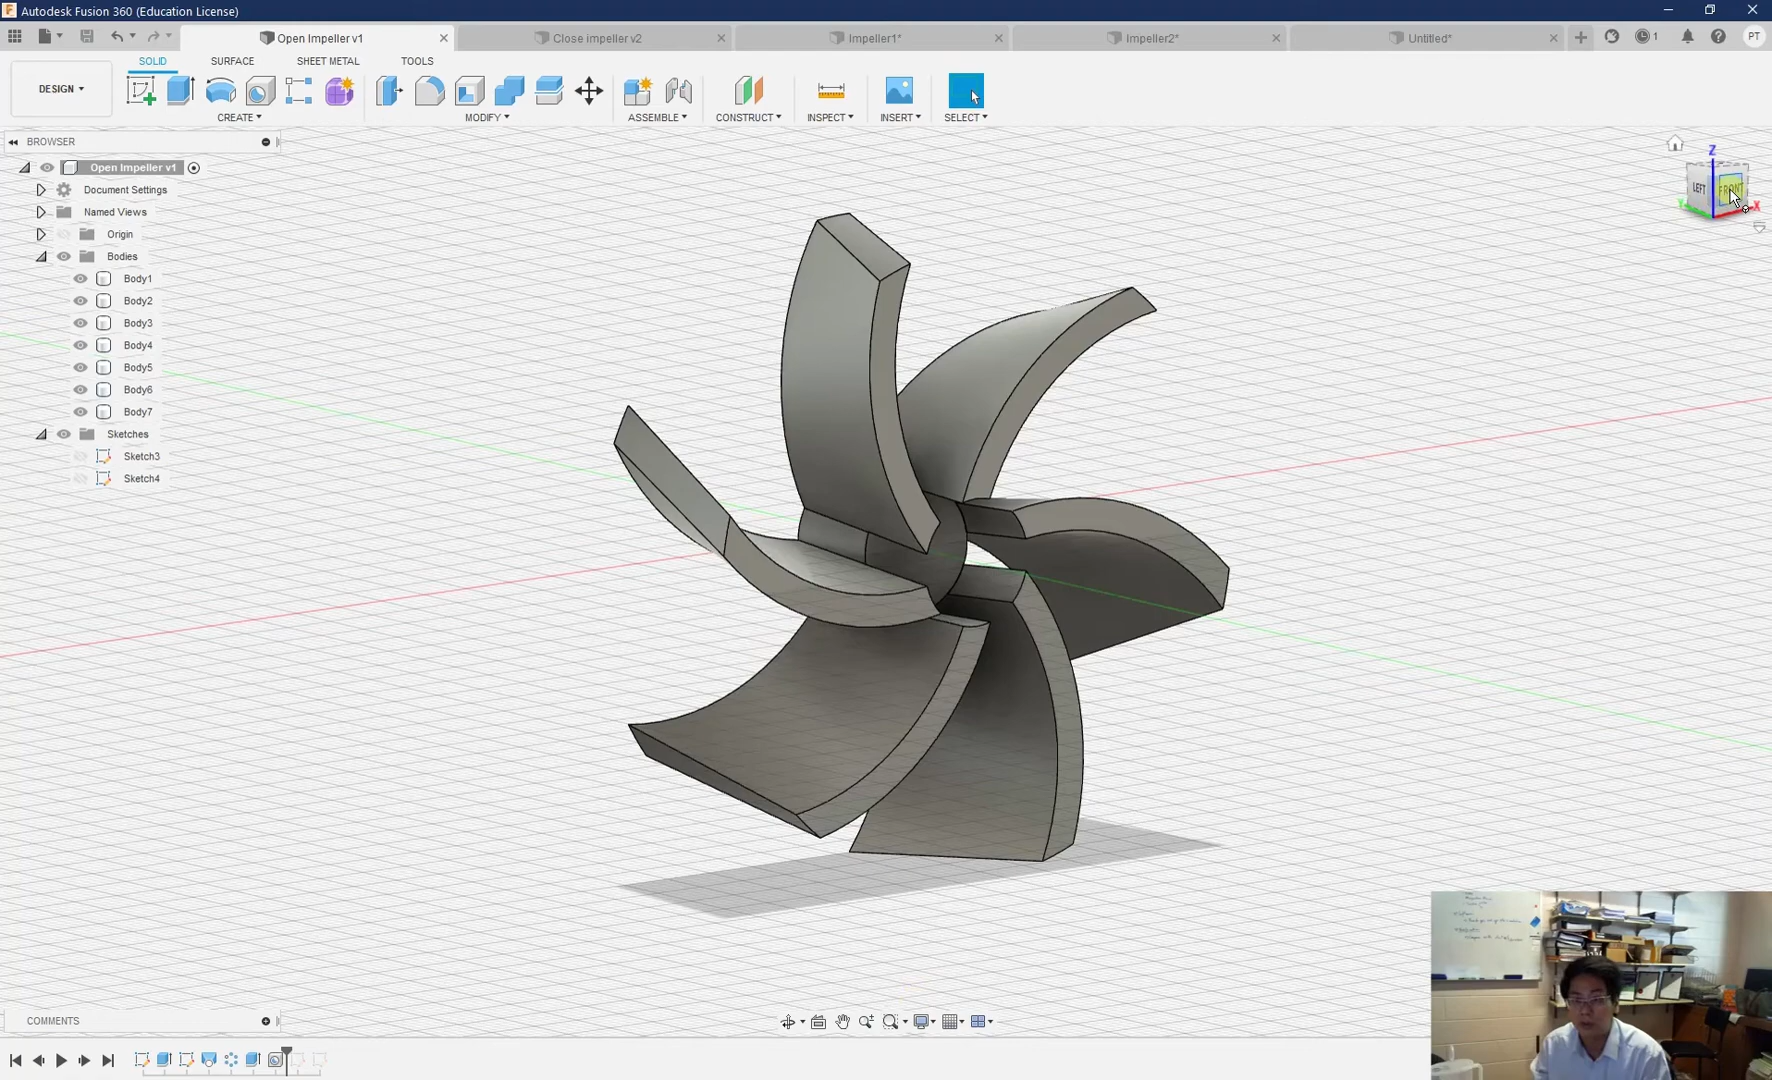 Autodesk Fusion 360 (Education License)
Open Impeller v1
Close impeller v2
Impeller1*
Impeller2*
Untitled*
1
PT
DESIGN
SOLID
SURFACE
SHEET METAL
TOOLS
CREATE
MODIFY
ASSEMBLE
CONSTRUCT
INSPECT
INSERT
SELECT
BROWSER
Open Impeller v1
Document Settings
Named Views
Origin
Bodies
Body1
Body2
Body3
Body4
Body5
Body6
Body7
Sketches
Sketch3
Sketch4
Z
LEFT
FRONT
Y
X
COMMENTS